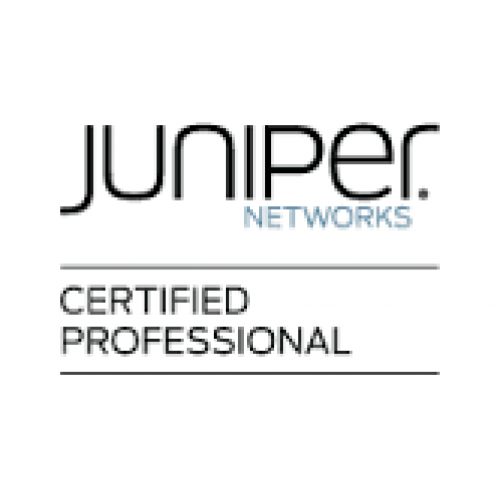 JUNIPer
NETWORKS
CERTIFIED
PROFESSIONAL